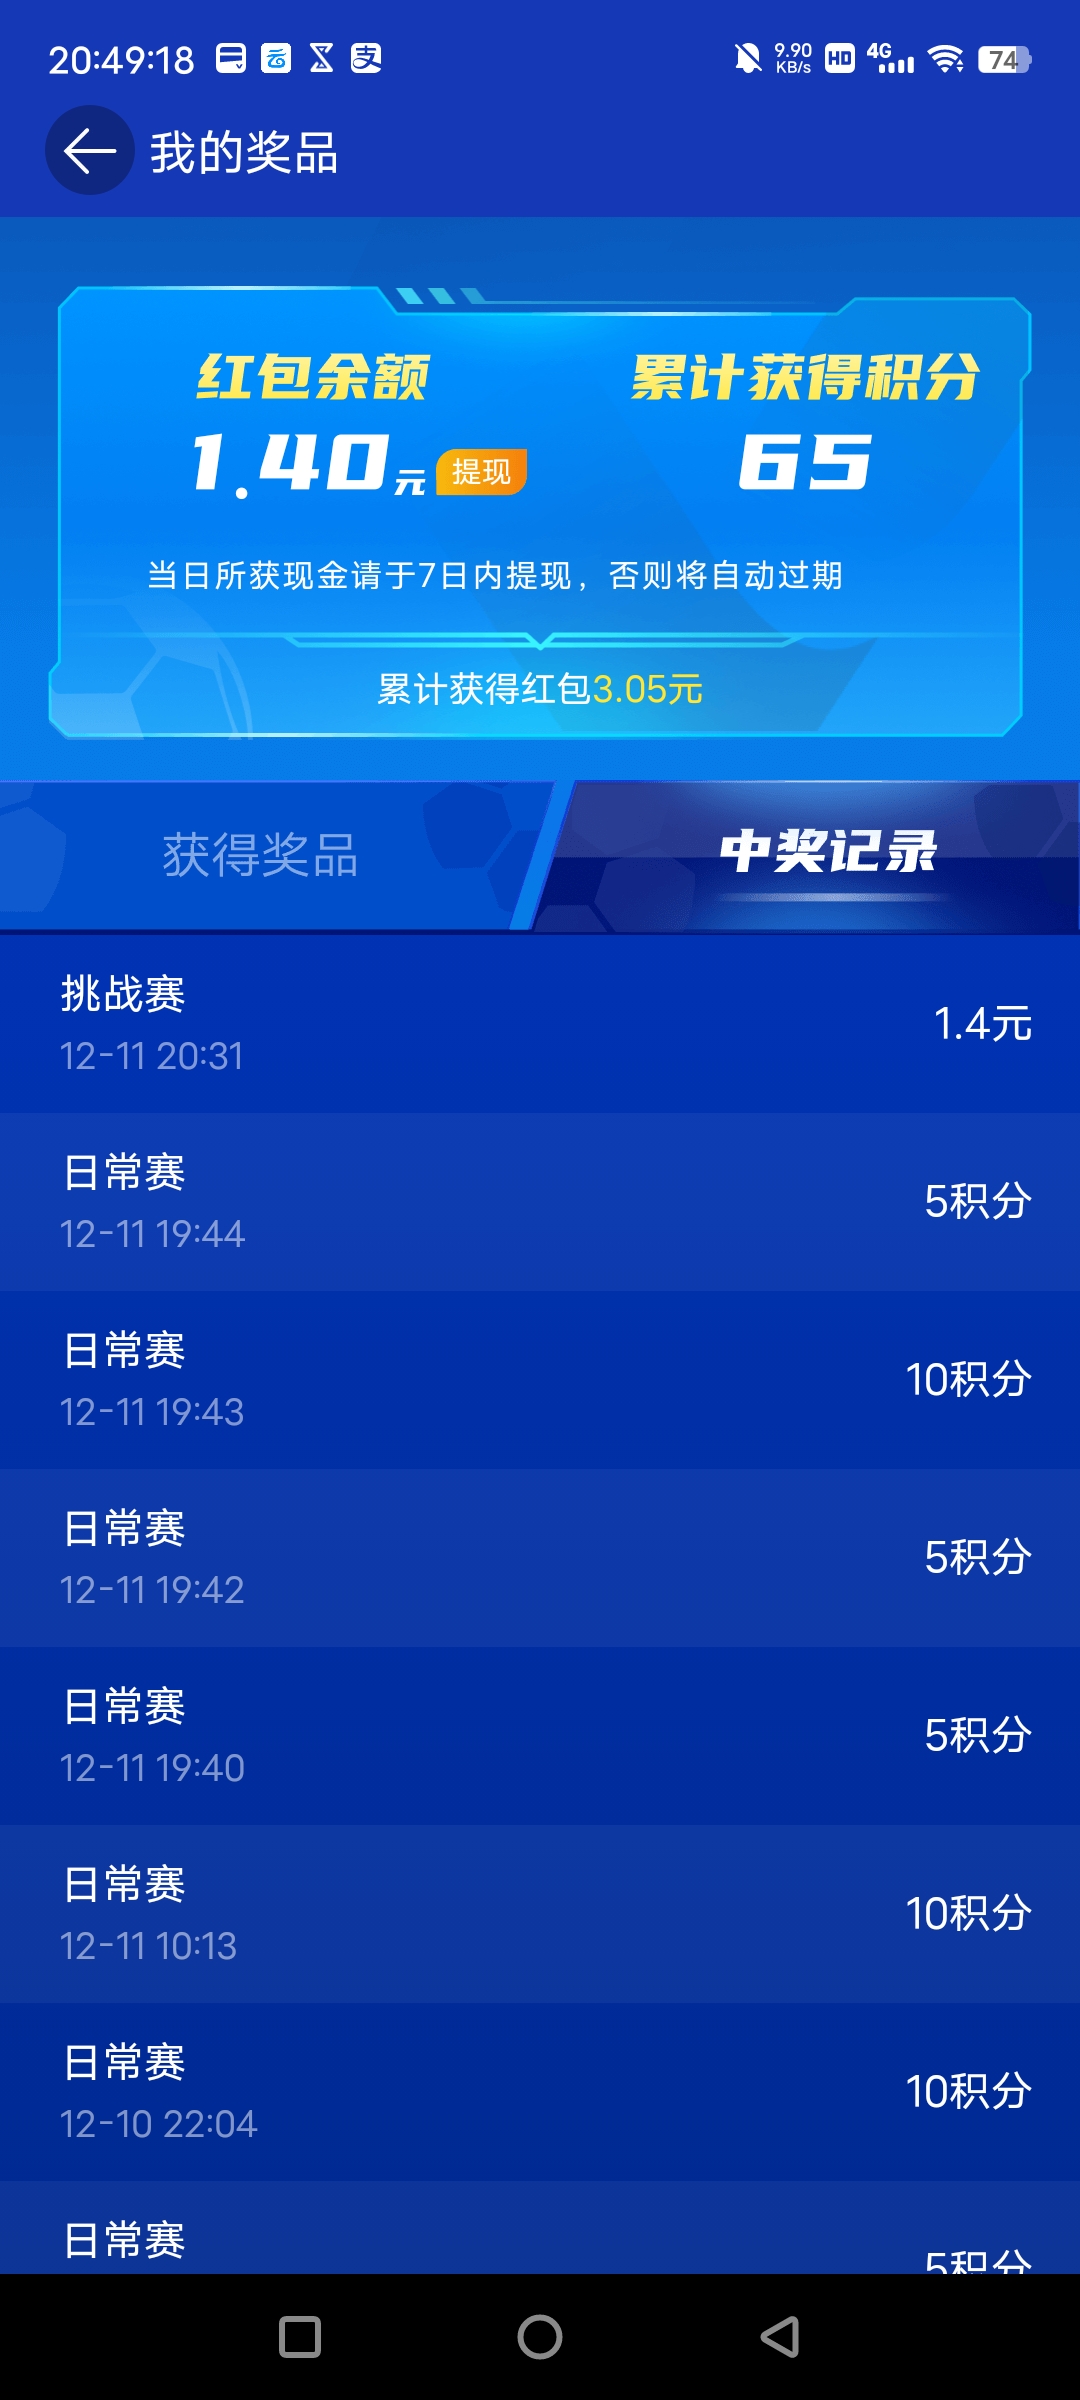 20:49:18 云 支 9.90 KB/s HD 4G 74
我的奖品
红包余额 累计获得积分
1.40元 提现 65
当日所获现金请于7日内提现，否则将自动过期
累计获得红包3.05元
获得奖品 中奖记录
挑战赛
12-11 20:31
1.4元
日常赛
12-11 19:44
5积分
日常赛
12-11 19:43
10积分
日常赛
12-11 19:42
5积分
日常赛
12-11 19:40
5积分
日常赛
12-11 10:13
10积分
日常赛
12-10 22:04
10积分
日常赛
5积分